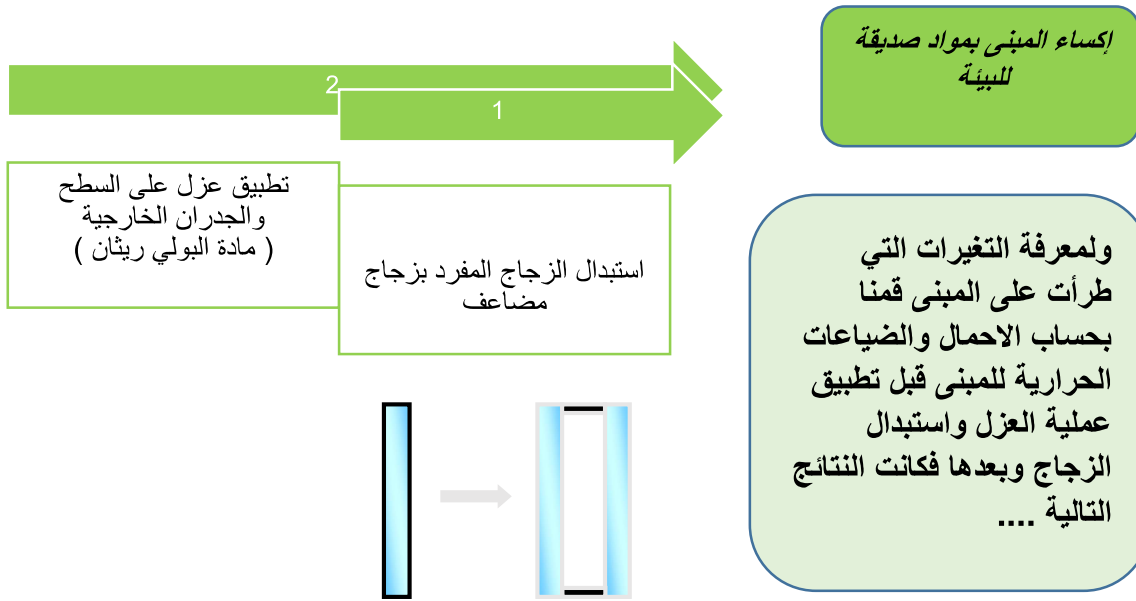 إكساء المبنى بمواد صديقة
للبيئة
1
استبدال الزجاج المفرد بزجاج
مضاعف
2
تطبيق عزل على السطح
والجدران الخارجية
( مادة البولي ريثان )
ولمعرفة التغيرات التي
طرأت على المبنى قمنا
بحساب الاحمال والضياعات
الحرارية للمبنى قبل تطبيق
عملية العزل واستبدال
الزجاج وبعدها فكانت النتائج
التالية ....